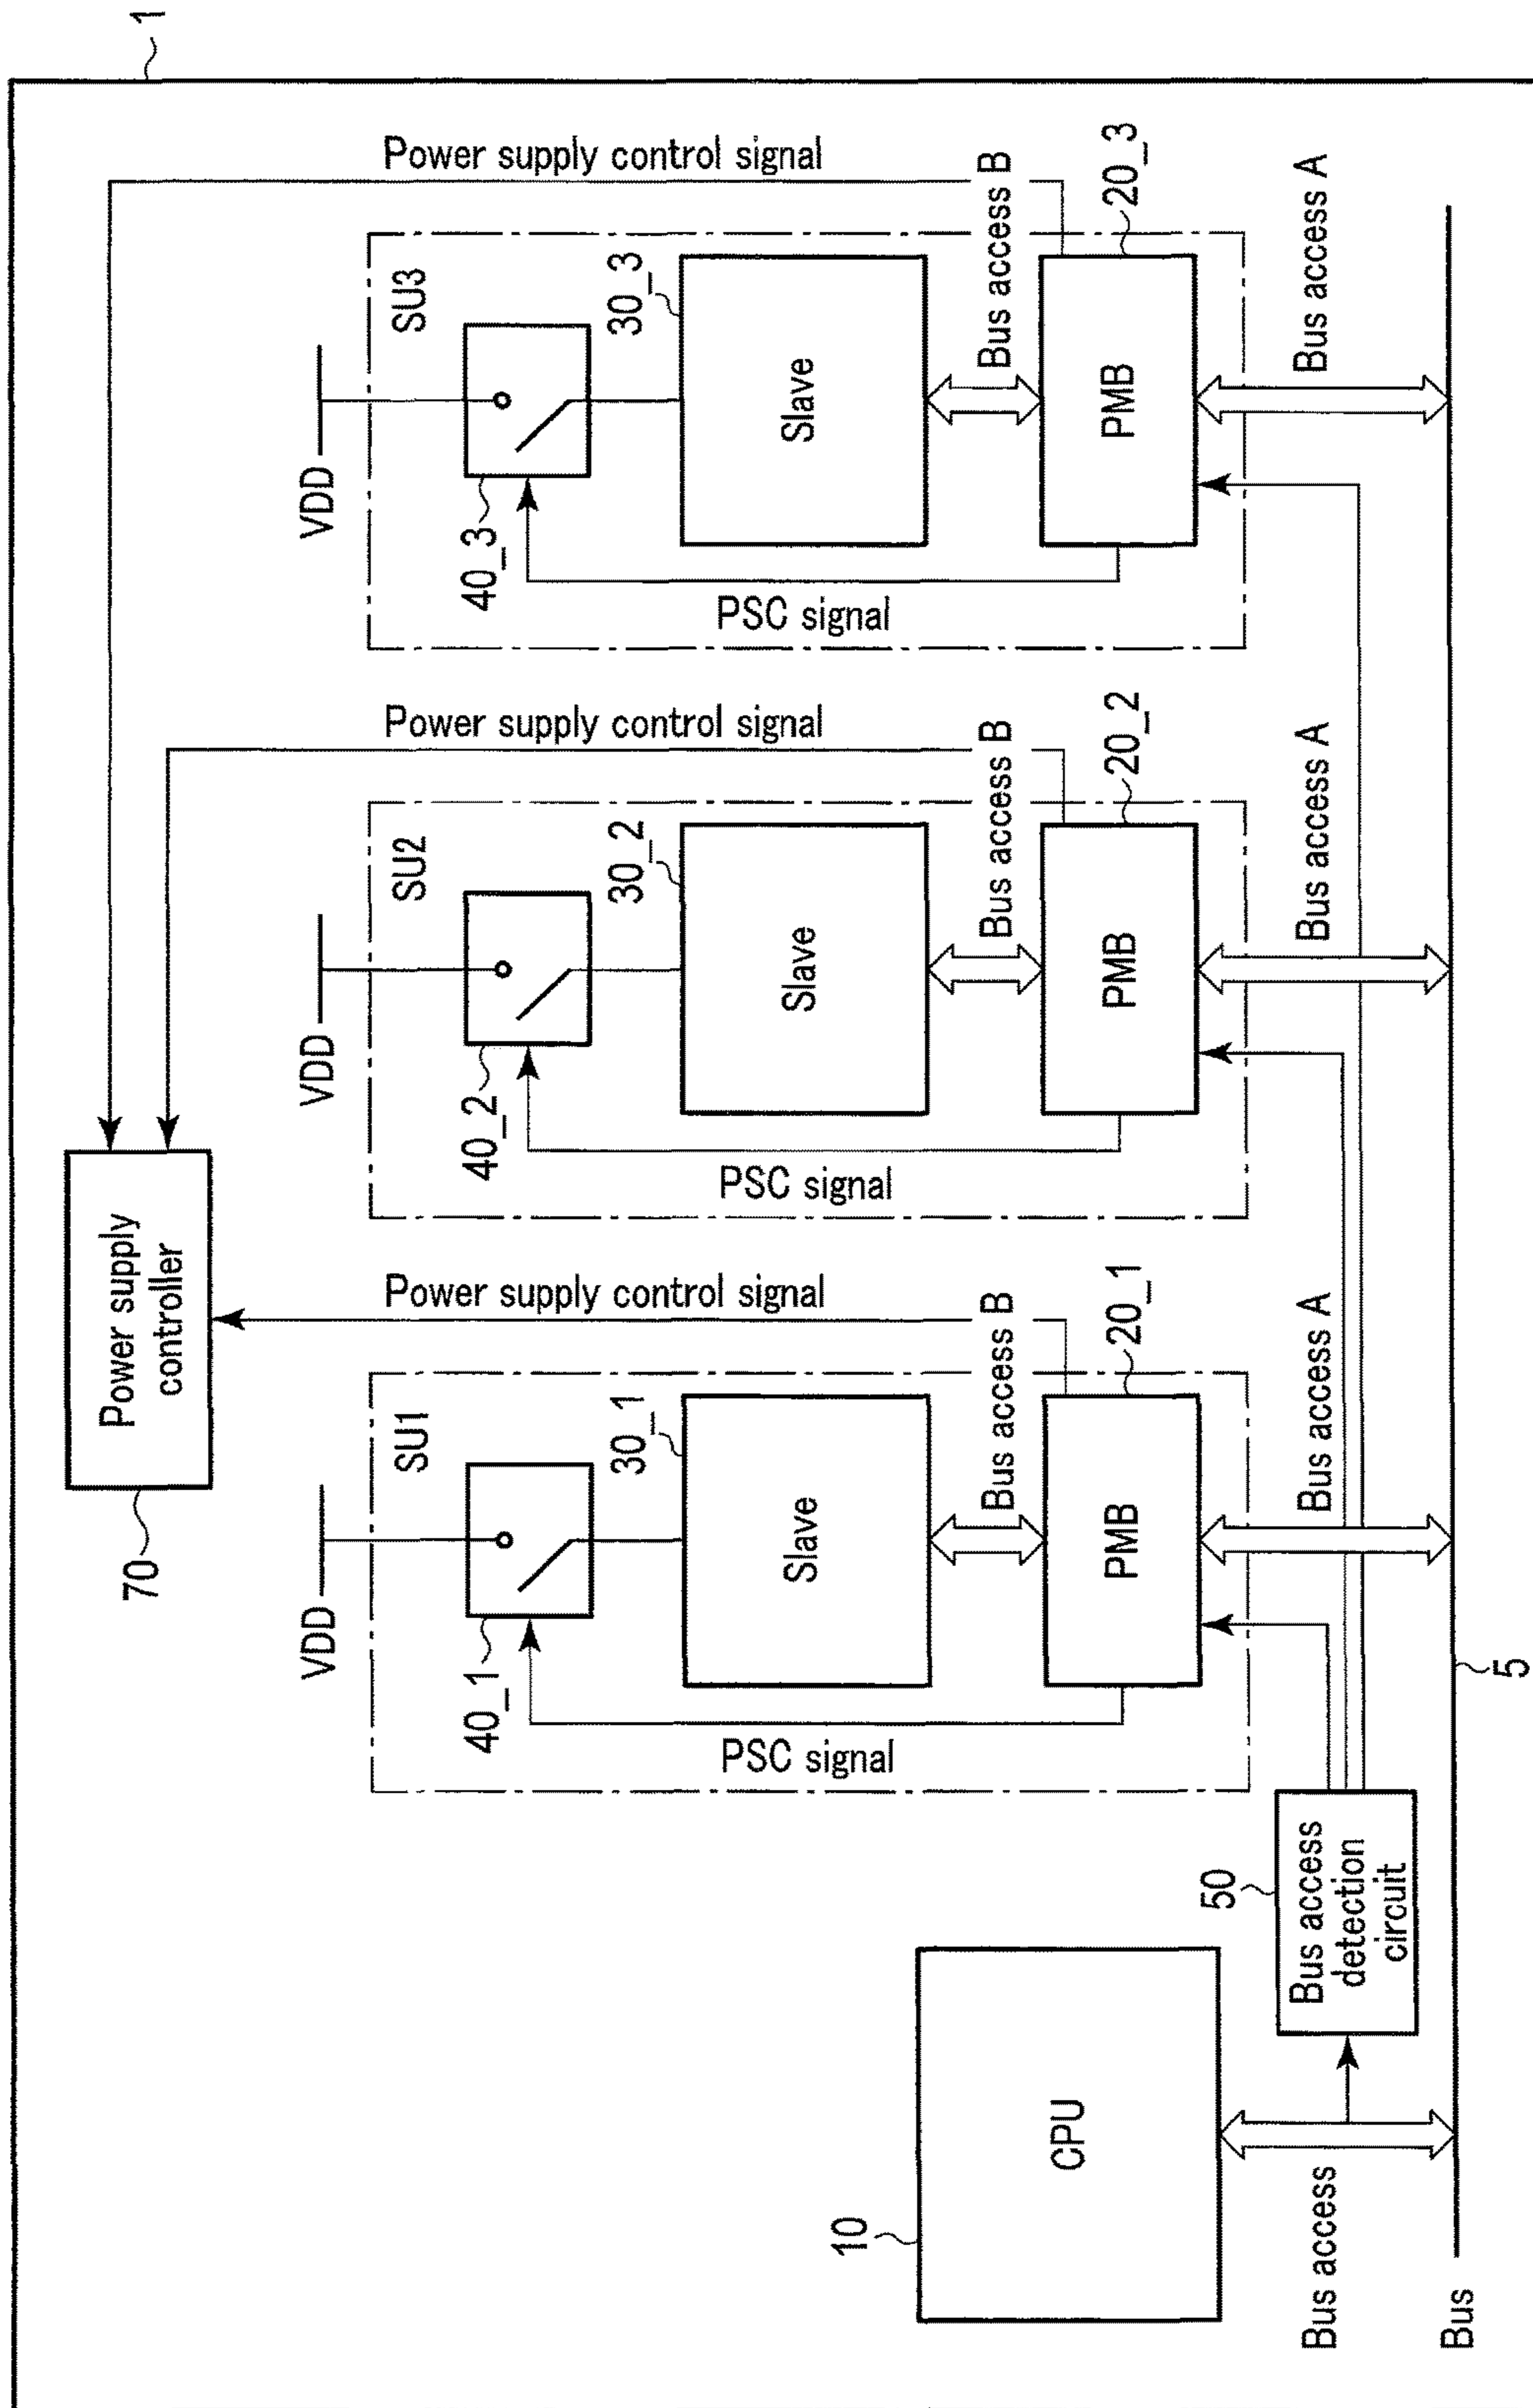 1
Power supply
controller
70
VDD
VDD
VDD
Power supply control signal
Power supply control signal
Power supply control signal
SU1
40_1
30_1
Slave
PSC signal
Bus access B
20_1
PMB
Bus access A
SU2
40_2
30_2
Slave
PSC signal
Bus access B
20_2
PMB
Bus access A
SU3
40_3
30_3
Slave
PSC signal
Bus access B
20_3
PMB
Bus access A
10
CPU
50
Bus access
detection
circuit
Bus access
Bus
5